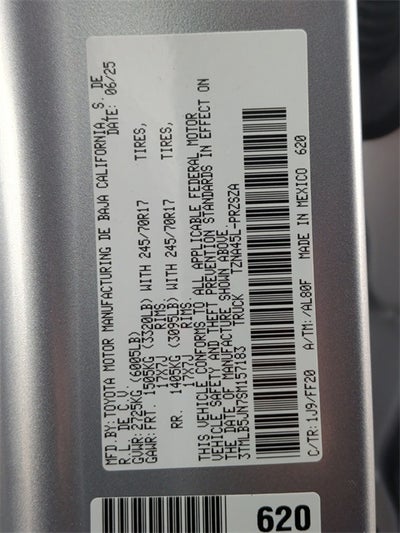 MFD.BY:TOYOTA MOTOR MANUFACTURING DE BAJA CALIFORNIA, S. DE
R.L. DE C.V. DATE: 06/25
GVWR:2725KG (6005LB)
GAWR:FRT. 1505KG (3320LB) WITH 245/70R17 TIRES,
17X7J RIMS.
RR. 1405KG (3095LB) WITH 245/70R17 TIRES,
17X7J RIMS.
THIS VEHICLE CONFORMS TO ALL APPLICABLE FEDERAL MOTOR
VEHICLE SAFETY AND THEFT PREVENTION STANDARDS IN EFFECT ON
THE DATE OF MANUFACTURE SHOWN ABOVE.
3TMLB5JN7SM157183 TRUCK TZNA45L-PRZSZA
C/TR:1J9/FF20 A/TM:/AL80F MADE IN MEXICO 620
620